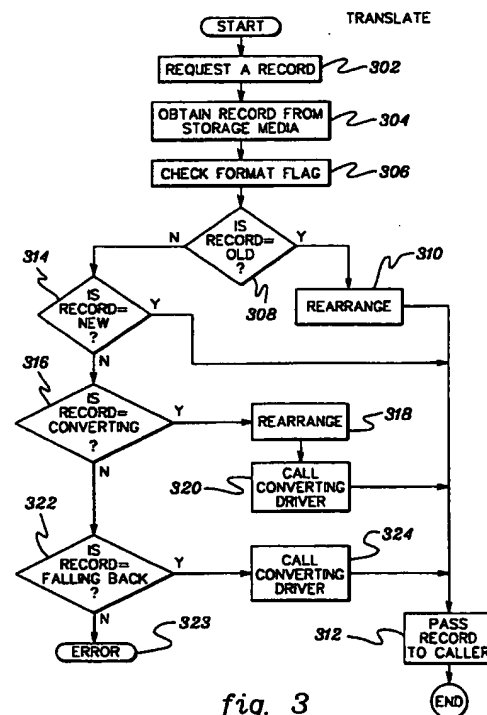 TRANSLATE
START
REQUEST A RECORD
302
OBTAIN RECORD FROM
STORAGE MEDIA
304
CHECK FORMAT FLAG
306
IS
RECORD=
OLD
?
N
Y
308
310
REARRANGE
314
IS
RECORD=
NEW
?
Y
N
316
IS
RECORD=
CONVERTING
?
Y
N
REARRANGE
318
320
CALL
CONVERTING
DRIVER
322
IS
RECORD=
FALLING BACK
?
Y
N
CALL
CONVERTING
DRIVER
324
ERROR
323
312
PASS
RECORD
TO CALLER
END
fig. 3